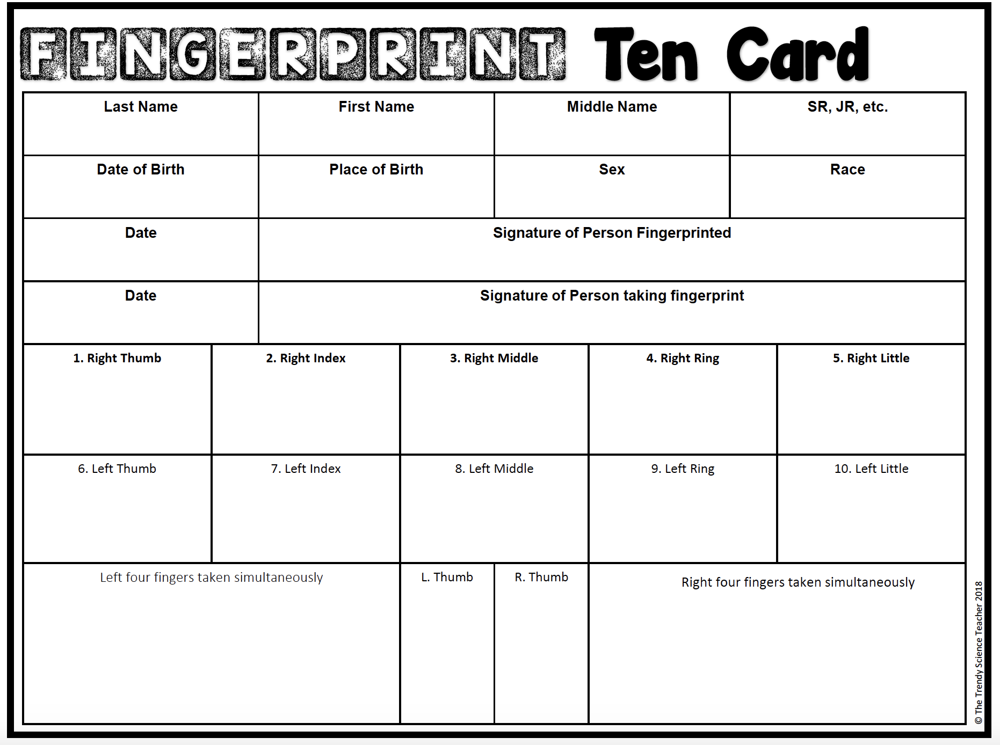 FINGERPRINT Ten Card
Last Name First Name Middle Name SR, JR, etc.
Date of Birth Place of Birth Sex Race
Date Signature of Person Fingerprinted
Date Signature of Person taking fingerprint
1. Right Thumb 2. Right Index 3. Right Middle 4. Right Ring 5. Right Little
6. Left Thumb 7. Left Index 8. Left Middle 9. Left Ring 10. Left Little
Left four fingers taken simultaneously L. Thumb R. Thumb Right four fingers taken simultaneously
© The Trendy Science Teacher 2018